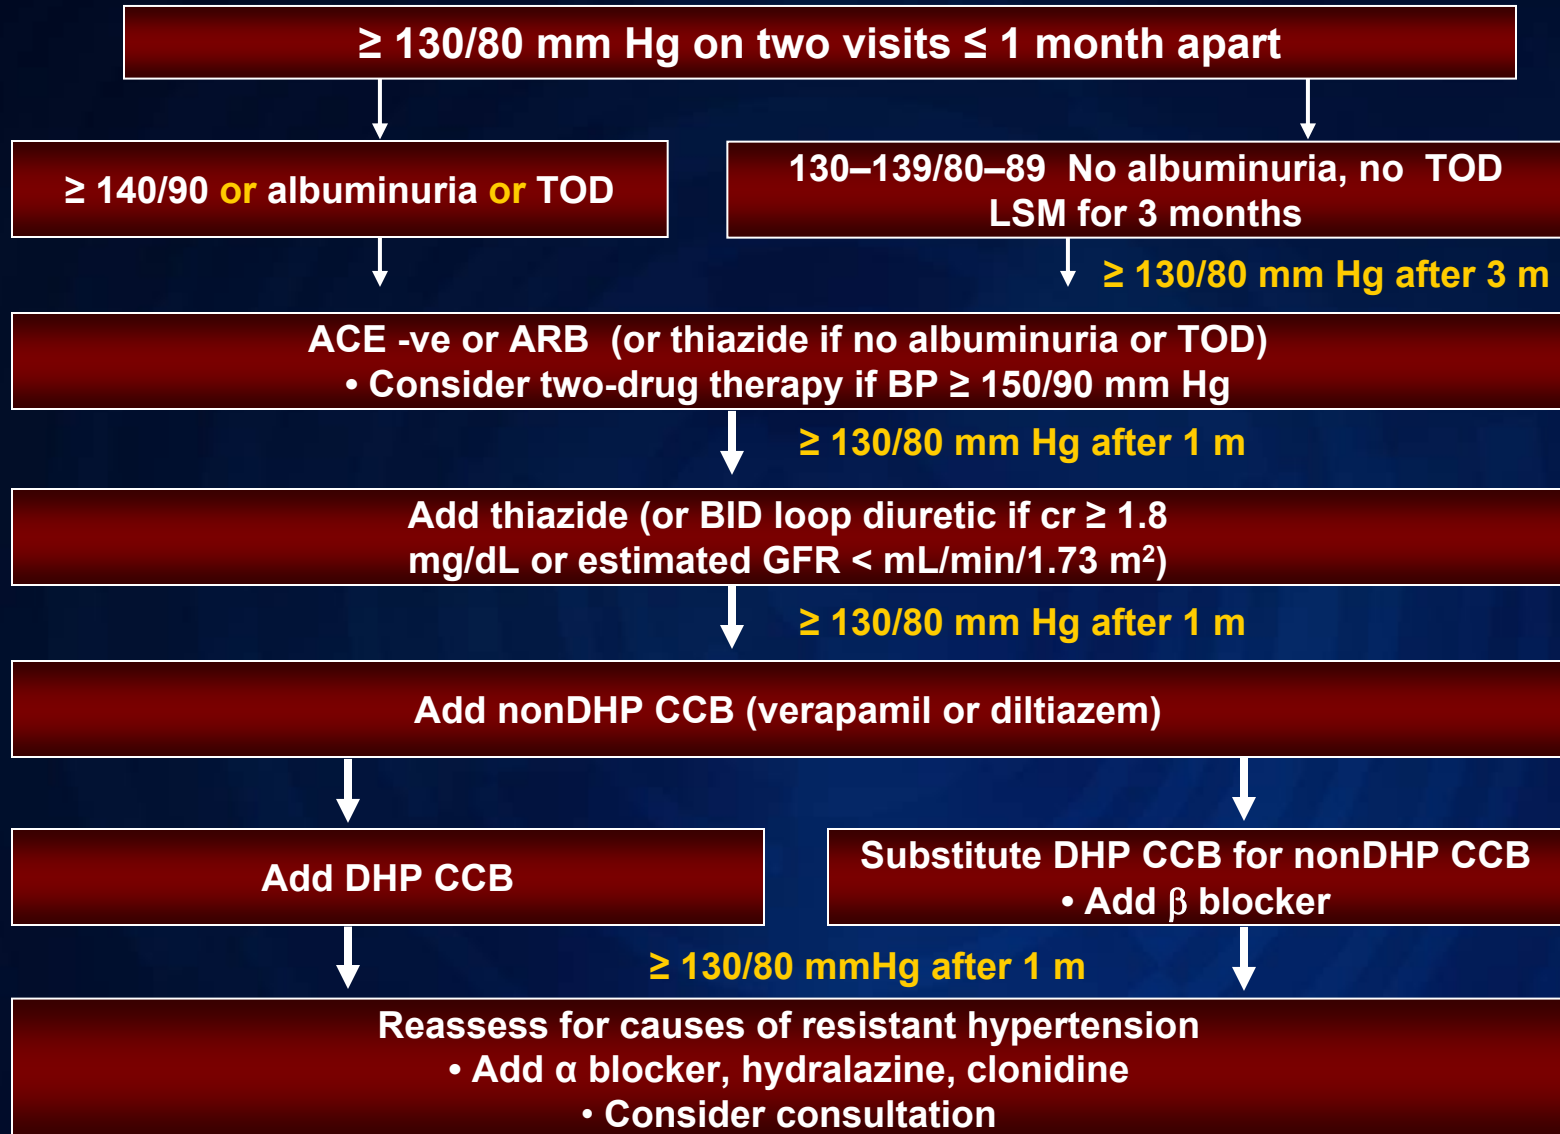 ≥ 130/80 mm Hg on two visits ≤ 1 month apart
≥ 140/90 or albuminuria or TOD
130–139/80–89 No albuminuria, no TOD
LSM for 3 months
≥ 130/80 mm Hg after 3 m
ACE -ve or ARB (or thiazide if no albuminuria or TOD)
• Consider two-drug therapy if BP ≥ 150/90 mm Hg
≥ 130/80 mm Hg after 1 m
Add thiazide (or BID loop diuretic if cr ≥ 1.8
mg/dL or estimated GFR < mL/min/1.73 m²)
≥ 130/80 mm Hg after 1 m
Add nonDHP CCB (verapamil or diltiazem)
Add DHP CCB
Substitute DHP CCB for nonDHP CCB
• Add β blocker
≥ 130/80 mmHg after 1 m
Reassess for causes of resistant hypertension
• Add α blocker, hydralazine, clonidine
• Consider consultation